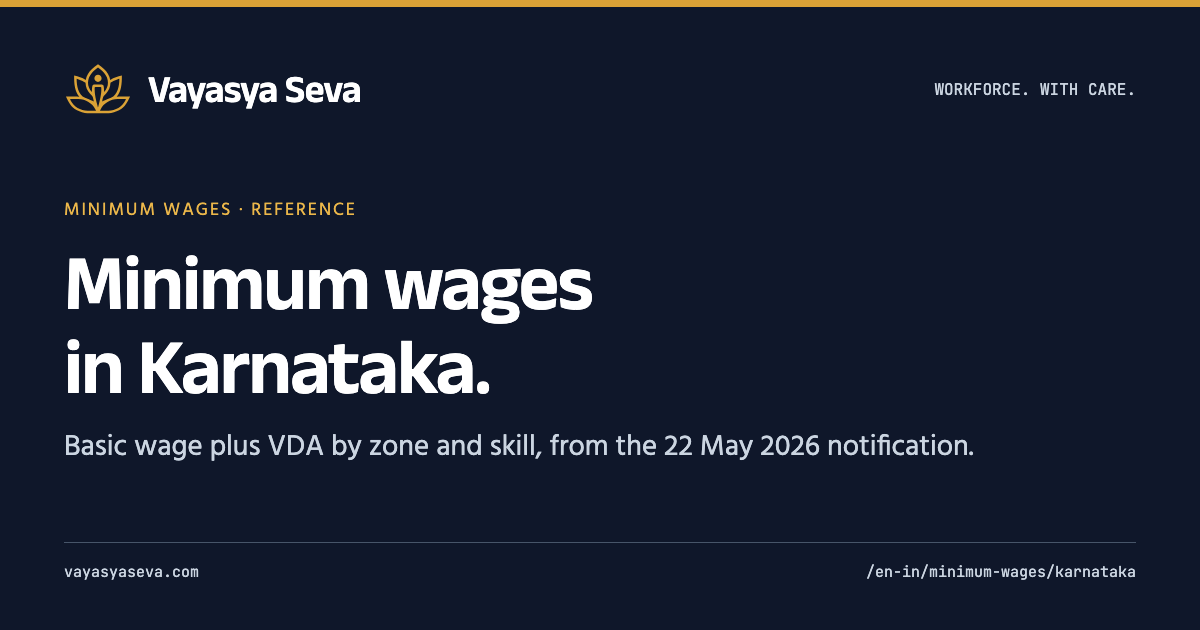 Vayasya Seva
WORKFORCE. WITH CARE.
MINIMUM WAGES · REFERENCE
Minimum wages
in Karnataka.
Basic wage plus VDA by zone and skill, from the 22 May 2026 notification.
vayasyaseva.com
/en-in/minimum-wages/karnataka